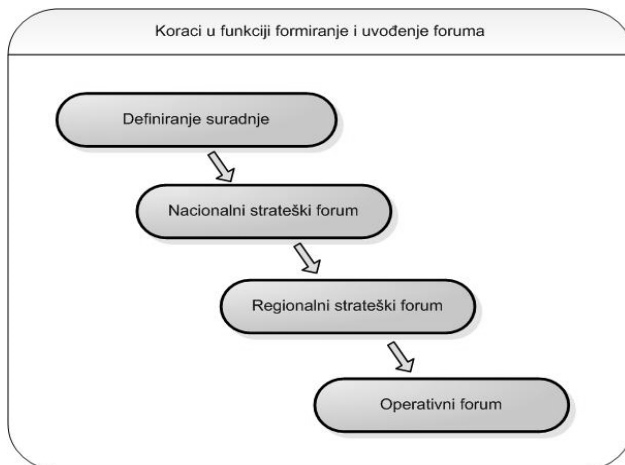 Koraci u funkciji formiranje i uvođenje foruma
Definiranje suradnje
Nacionalni strateški forum
Regionalni strateški forum
Operativni forum